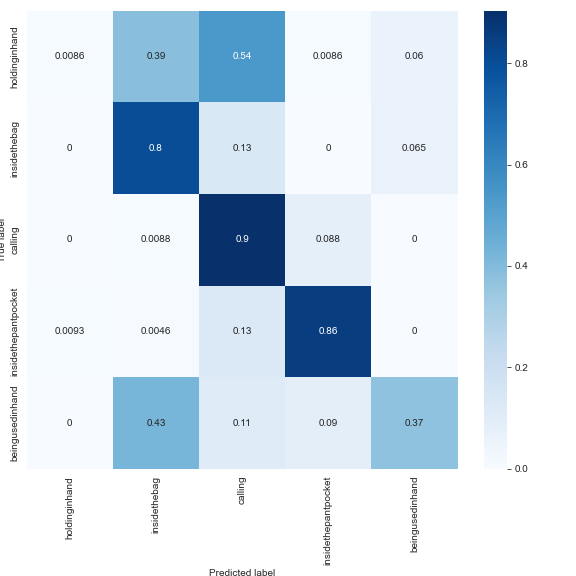 holdinginhand 0.0086 0.39 0.54 0.0086 0.06
insidethebag 0 0.8 0.13 0 0.065
True label
calling 0 0.0088 0.9 0.088 0
insidethepantpocket 0.0093 0.0046 0.13 0.86 0
beingusedinhand 0 0.43 0.11 0.09 0.37
holdinginhand insidethebag calling insidethepantpocket beingusedinhand
Predicted label
0.8
0.6
0.4
0.2
0.0